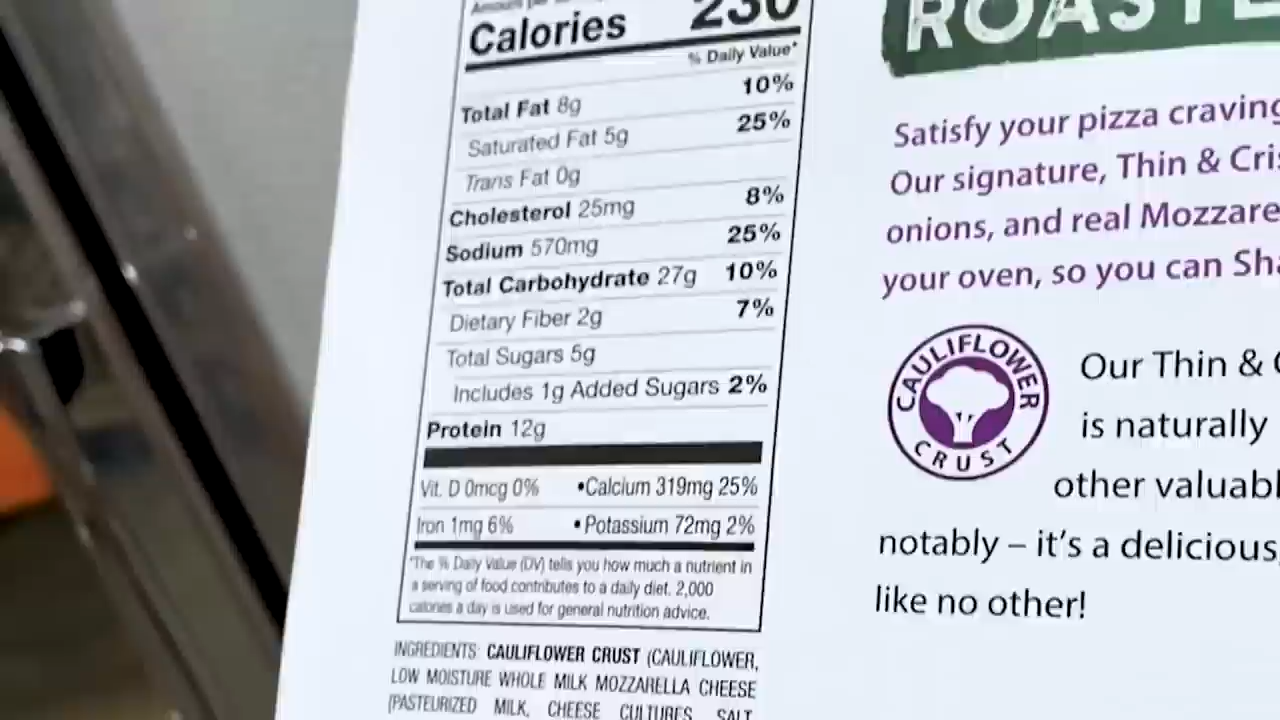 Calories 230
% Daily Value*
Total Fat 8g 10%
Saturated Fat 5g 25%
Trans Fat 0g
Cholesterol 25mg 8%
Sodium 570mg 25%
Total Carbohydrate 27g 10%
Dietary Fiber 2g 7%
Total Sugars 5g
Includes 1g Added Sugars 2%
Protein 12g
Vit. D 0mcg 0% •Calcium 319mg 25%
Iron 1mg 6% •Potassium 72mg 2%
*The % Daily Value (DV) tells you how much a nutrient in
a serving of food contributes to a daily diet. 2,000
calories a day is used for general nutrition advice.
INGREDIENTS: CAULIFLOWER CRUST (CAULIFLOWER,
LOW MOISTURE WHOLE MILK MOZZARELLA CHEESE
(PASTEURIZED MILK, CHEESE CULTURES, SALT,
ROASTE
Satisfy your pizza craving
Our signature, Thin & Cris
onions, and real Mozzare
your oven, so you can Sha
CAULIFLOWER
CRUST
Our Thin & C
is naturally
other valuabl
notably – it's a delicious,
like no other!